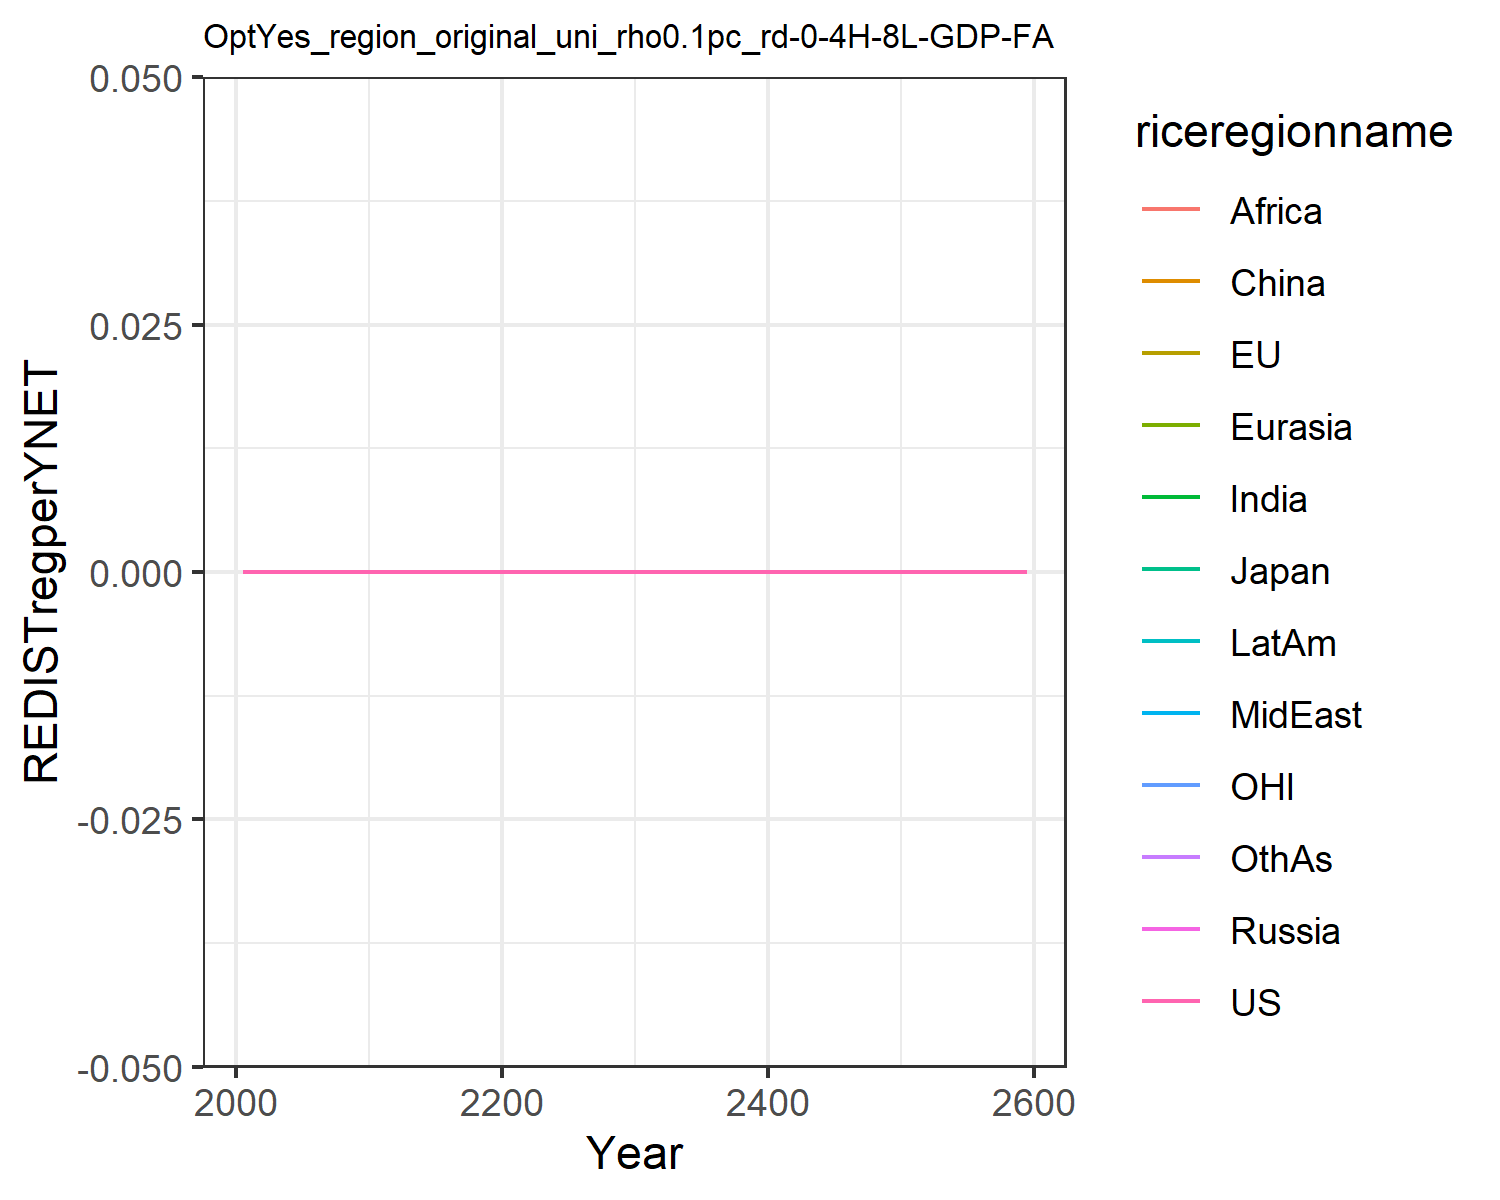 OptYes_region_original_uni_rho0.1pc_rd-0-4H-8L-GDP-FA
0.050
0.025
0.000
-0.025
-0.050
REDISTregperYNET
2000
2200
2400
2600
Year
riceregionname
Africa
China
EU
Eurasia
India
Japan
LatAm
MidEast
OHI
OthAs
Russia
US